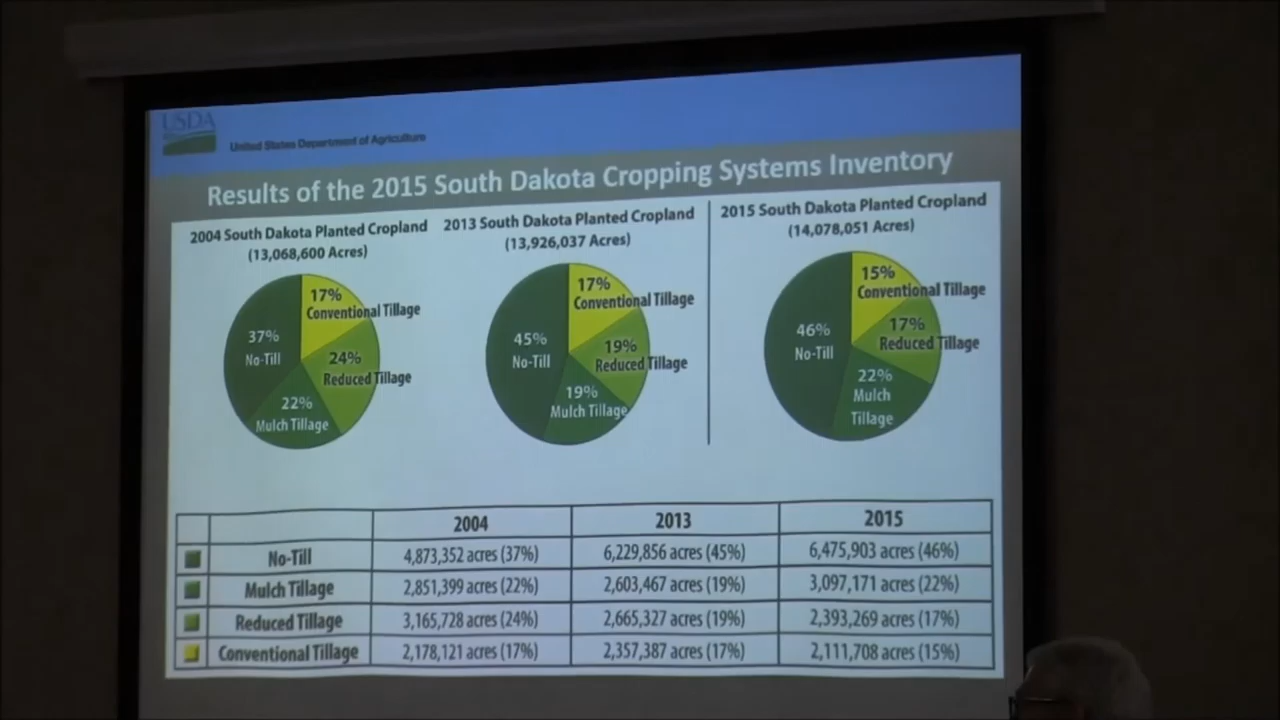 USDA
United States Department of Agriculture
Results of the 2015 South Dakota Cropping Systems Inventory
2004 South Dakota Planted Cropland
(13,068,600 Acres)
17%
Conventional Tillage
37%
No-Till
24%
Reduced Tillage
22%
Mulch Tillage
2013 South Dakota Planted Cropland
(13,926,037 Acres)
17%
Conventional Tillage
45%
No-Till
19%
Reduced Tillage
19%
Mulch Tillage
2015 South Dakota Planted Cropland
(14,078,051 Acres)
15%
Conventional Tillage
46%
No-Till
17%
Reduced Tillage
22%
Mulch
Tillage
2004 2013 2015
No-Till 4,873,352 acres (37%) 6,229,856 acres (45%) 6,475,903 acres (46%)
Mulch Tillage 2,851,399 acres (22%) 2,603,467 acres (19%) 3,097,171 acres (22%)
Reduced Tillage 3,165,728 acres (24%) 2,665,327 acres (19%) 2,393,269 acres (17%)
Conventional Tillage 2,178,121 acres (17%) 2,357,387 acres (17%) 2,111,708 acres (15%)